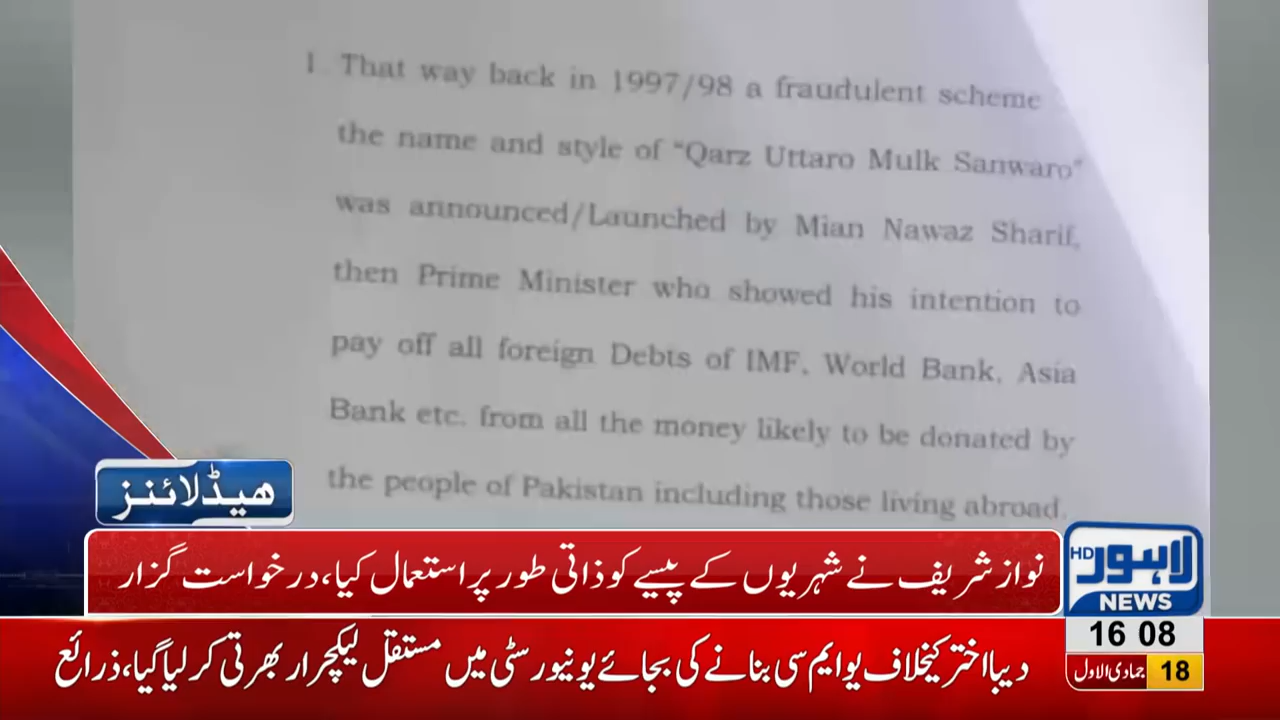 1. That way back in 1997/98 a fraudulent scheme
the name and style of "Qarz Uttaro Mulk Sanwaro"
was announced/Launched by Mian Nawaz Sharif,
then Prime Minister who showed his intention to
pay off all foreign Debts of IMF, World Bank, Asia
Bank etc. from all the money likely to be donated by
the people of Pakistan including those living abroad.
ہیڈلائنز
نواز شریف نے شہریوں کے پیسے کو ذاتی طور پر استعمال کیا، درخواست گزار
لاہور HD
NEWS
16 08
جمادی الاول 18
دیبا اختر کیخلاف یو ایم سی بنانے کی بجائے یونیورسٹی میں مستقل لیکچرار بھرتی کر لیا گیا، ذرائع